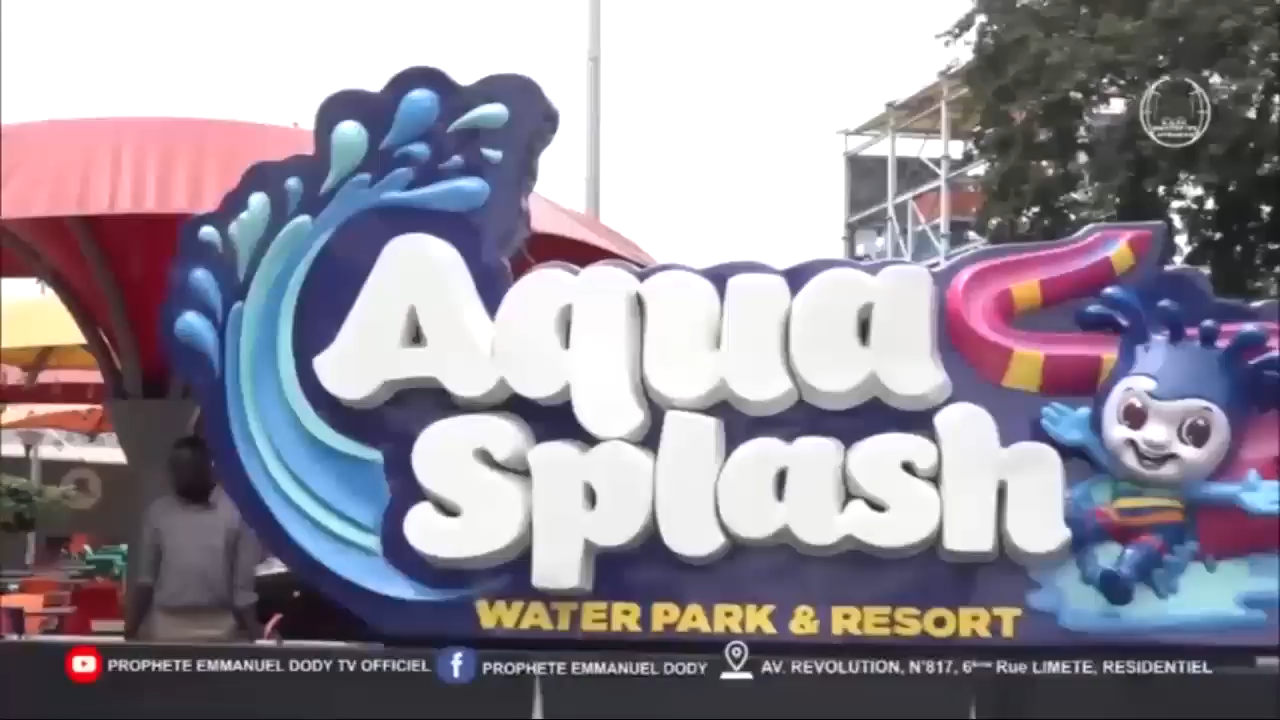 Aqua
Splash
WATER PARK & RESORT
PROPHETE EMMANUEL DODY TV OFFICIEL PROPHETE EMMANUEL DODY AV. REVOLUTION, N°817, 6ème Rue LIMETE, RESIDENTIEL